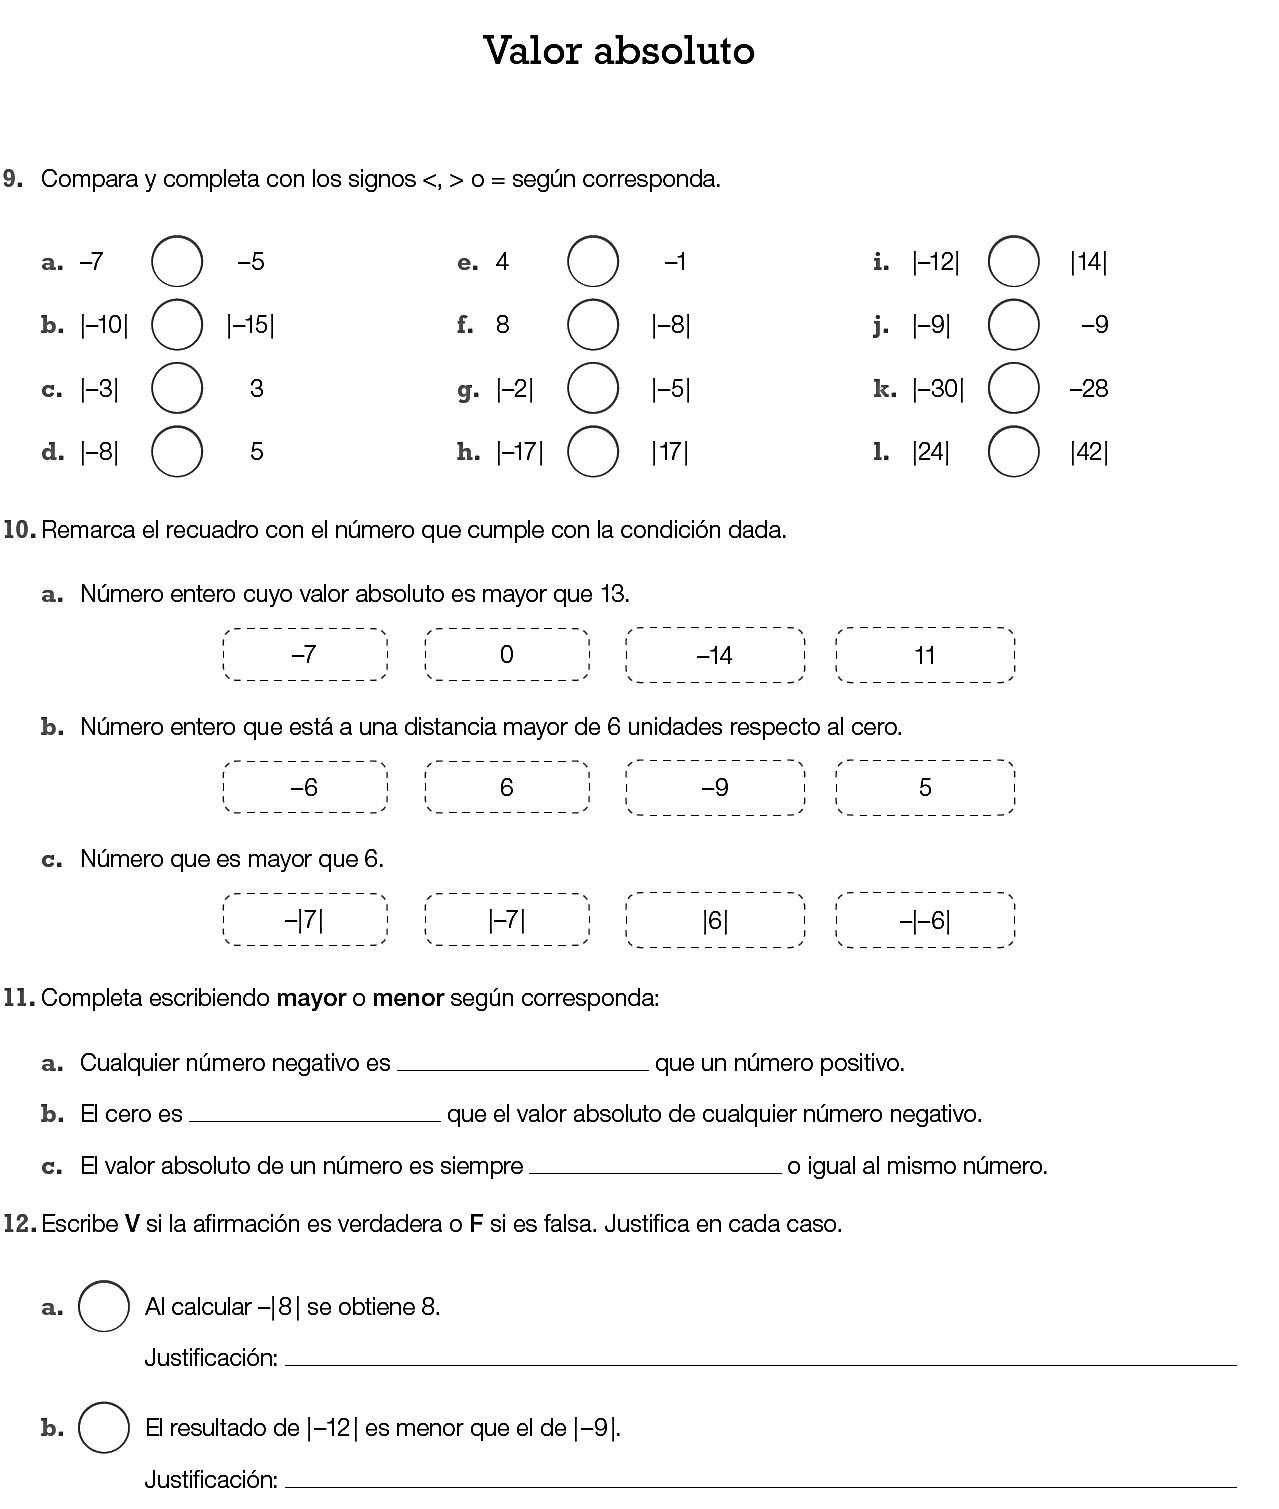 Valor absoluto
9. Compara y completa con los signos <, > o = según corresponda.
a. –7 –5 e. 4 –1 i. |–12| |14|
b. |–10| |–15| f. 8 |–8| j. |–9| –9
c. |–3| 3 g. |–2| |–5| k. |–30| –28
d. |–8| 5 h. |–17| |17| l. |24| |42|
10. Remarca el recuadro con el número que cumple con la condición dada.
a. Número entero cuyo valor absoluto es mayor que 13.
–7 0 –14 11
b. Número entero que está a una distancia mayor de 6 unidades respecto al cero.
–6 6 –9 5
c. Número que es mayor que 6.
–|7| |–7| |6| –|–6|
11. Completa escribiendo mayor o menor según corresponda:
a. Cualquier número negativo es ____ que un número positivo.
b. El cero es ____ que el valor absoluto de cualquier número negativo.
c. El valor absoluto de un número es siempre ____ o igual al mismo número.
12. Escribe V si la afirmación es verdadera o F si es falsa. Justifica en cada caso.
a. Al calcular –|8| se obtiene 8.
Justificación: ____
b. El resultado de |–12| es menor que el de |–9|.
Justificación: ____